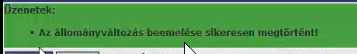 Üzenetek:
• Az állományváltozás beemelése sikeresen megtörtént!